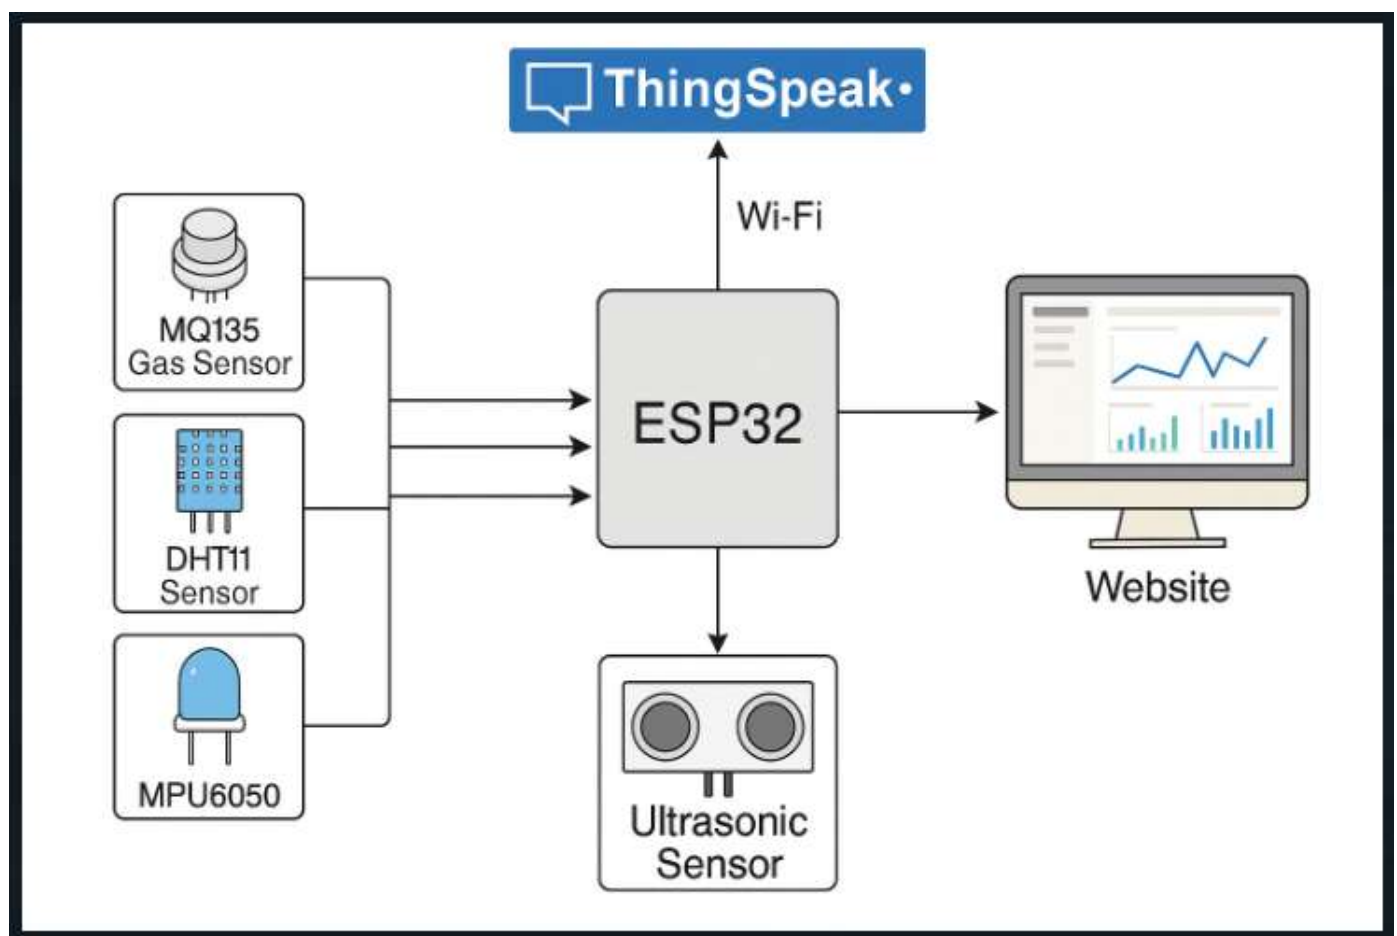 ThingSpeak
Wi-Fi
MQ135
Gas Sensor
DHT11
Sensor
MPU6050
ESP32
Website
Ultrasonic
Sensor